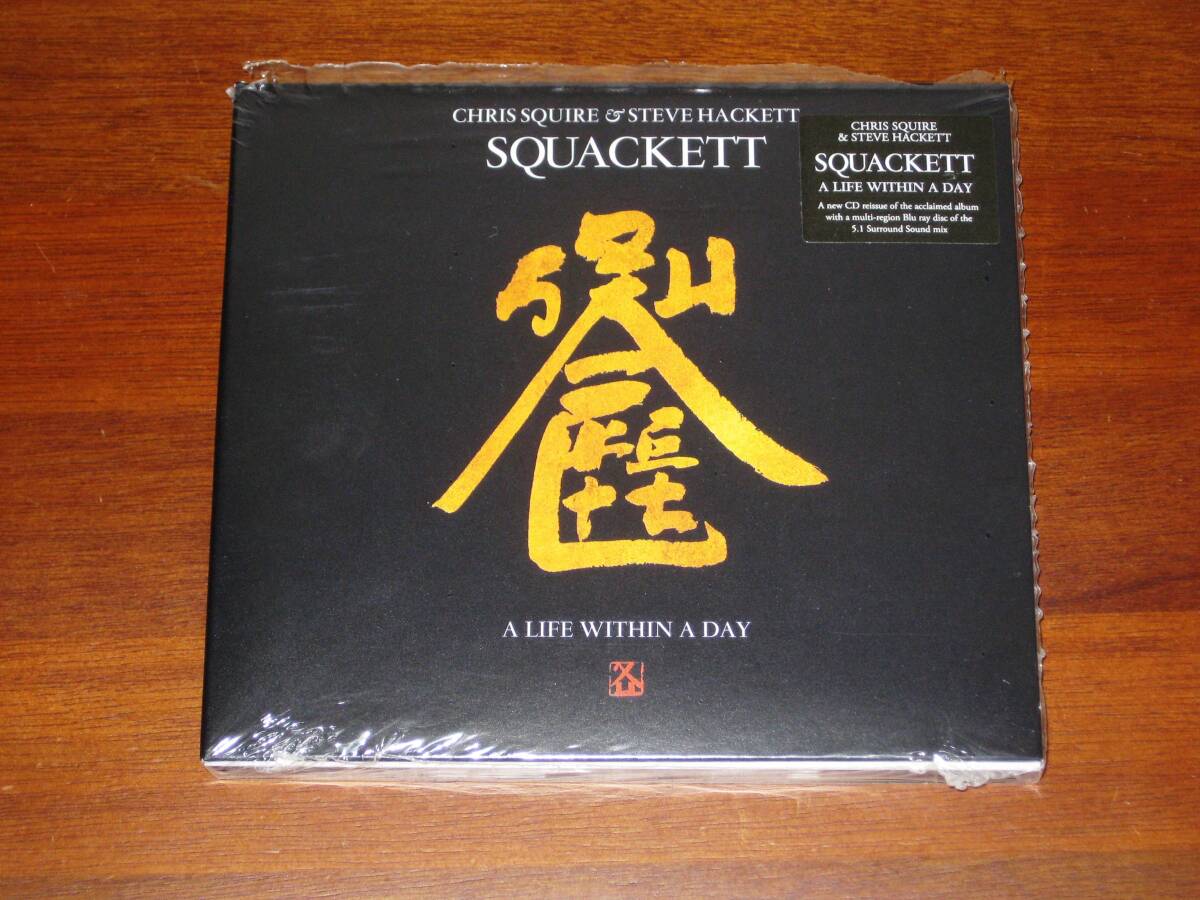 CHRIS SQUIRE & STEVE HACKETT
SQUACKETT
CHRIS SQUIRE
& STEVE HACKETT
SQUACKETT
A LIFE WITHIN A DAY
A new CD reissue of the acclaimed album
with a multi-region Blu ray disc of the
5.1 Surround Sound mix
A LIFE WITHIN A DAY